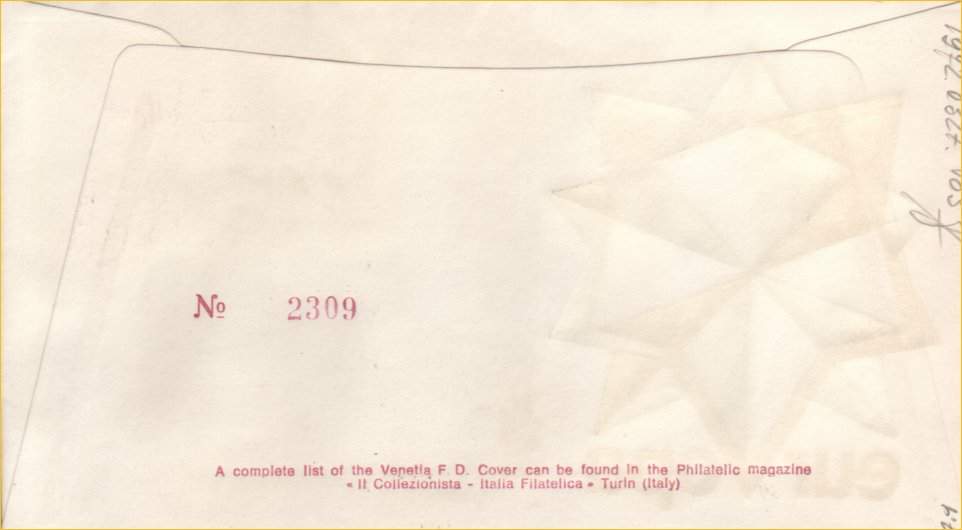 № 2309
A complete list of the Venetia F. D. Cover can be found in the Philatelic magazine
« Il Collezionista - Italia Filatelica » Turin (Italy)